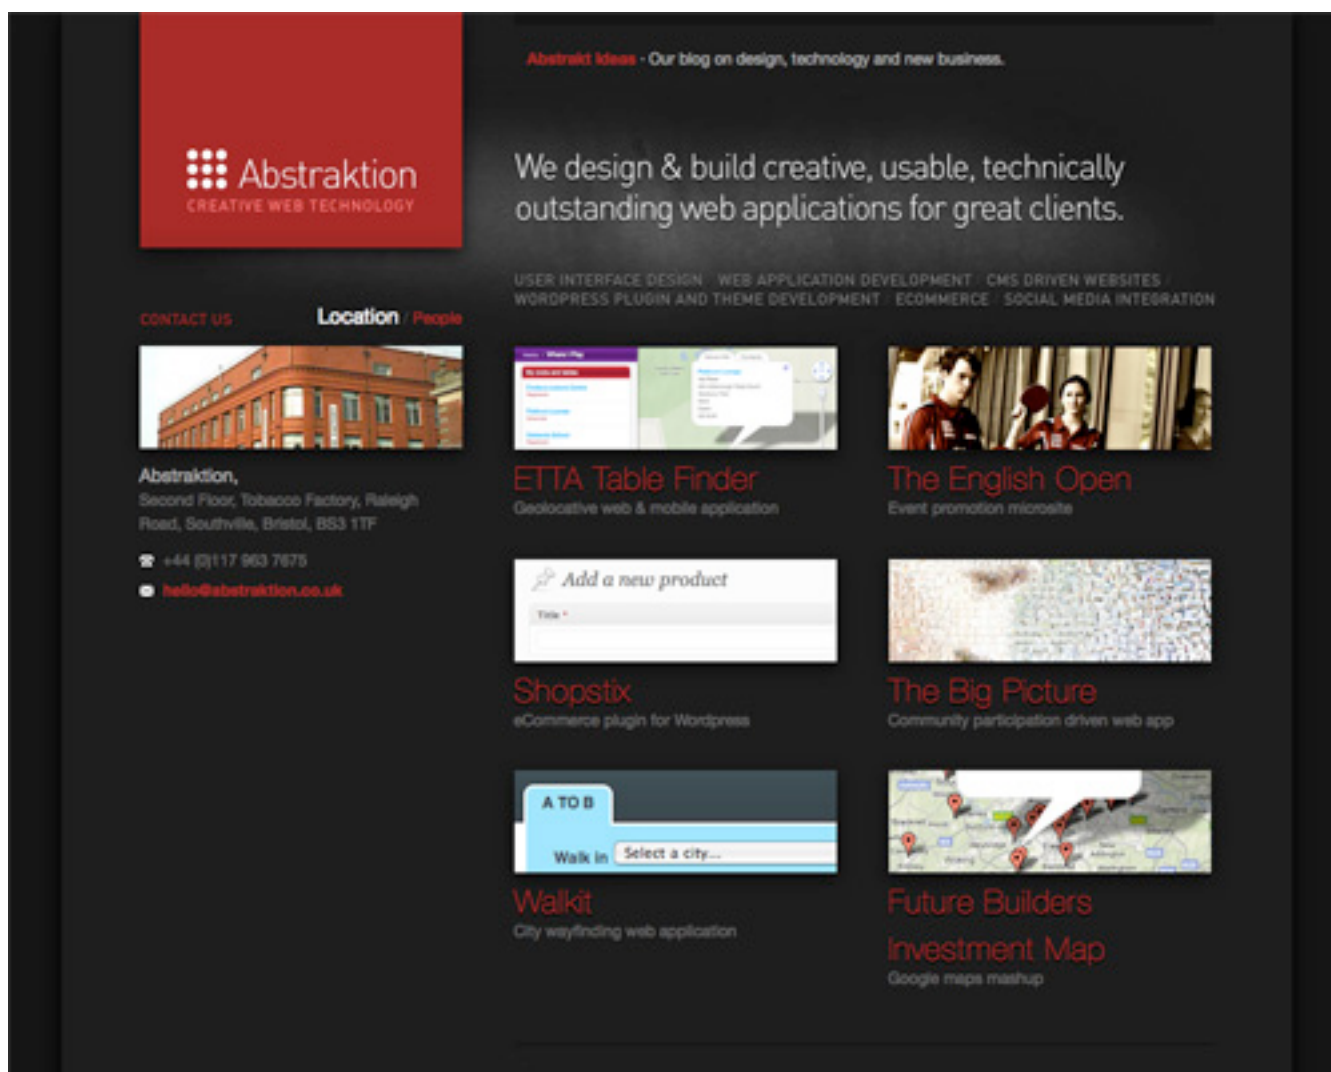 Abstrakt Ideas - Our blog on design, technology and new business.
Abstraktion
CREATIVE WEB TECHNOLOGY
We design & build creative, usable, technically
outstanding web applications for great clients.
USER INTERFACE DESIGN / WEB APPLICATION DEVELOPMENT / CMS DRIVEN WEBSITES /
WORDPRESS PLUGIN AND THEME DEVELOPMENT / ECOMMERCE / SOCIAL MEDIA INTEGRATION
CONTACT US
Location / People
Abstraktion,
Second Floor, Tobacco Factory, Raleigh
Road, Southville, Bristol, BS3 1TF
+44 (0)117 963 7675
hello@abstraktion.co.uk
Where I Play
ETTA Table Finder
Geolocative web & mobile application
The English Open
Event promotion microsite
Add a new product
Title *
Shopstix
eCommerce plugin for Wordpress
The Big Picture
Community participation driven web app
A TO B
Walk in
Select a city...
Walkit
City wayfinding web application
Future Builders
Investment Map
Google maps mashup